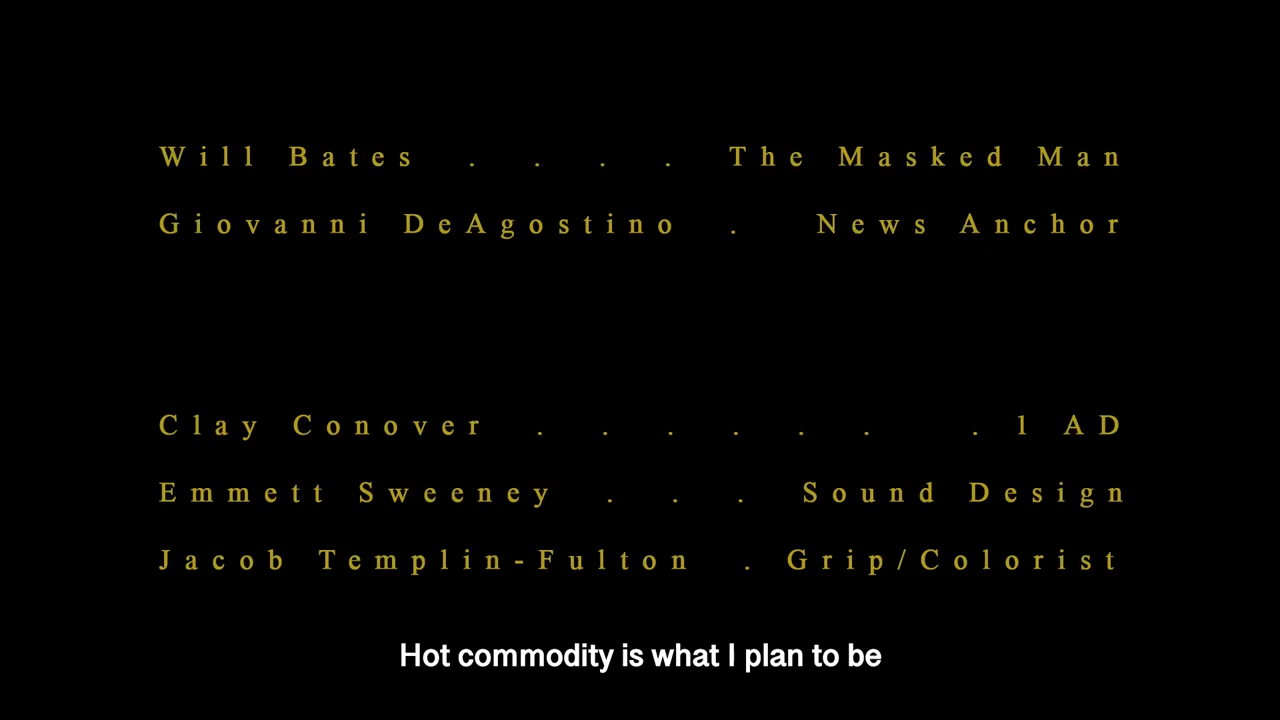 Will Bates . . . . The Masked Man
Giovanni DeAgostino . News Anchor
Clay Conover . . . . . . . 1 AD
Emmett Sweeney . . . Sound Design
Jacob Templin-Fulton . Grip/Colorist
Hot commodity is what I plan to be